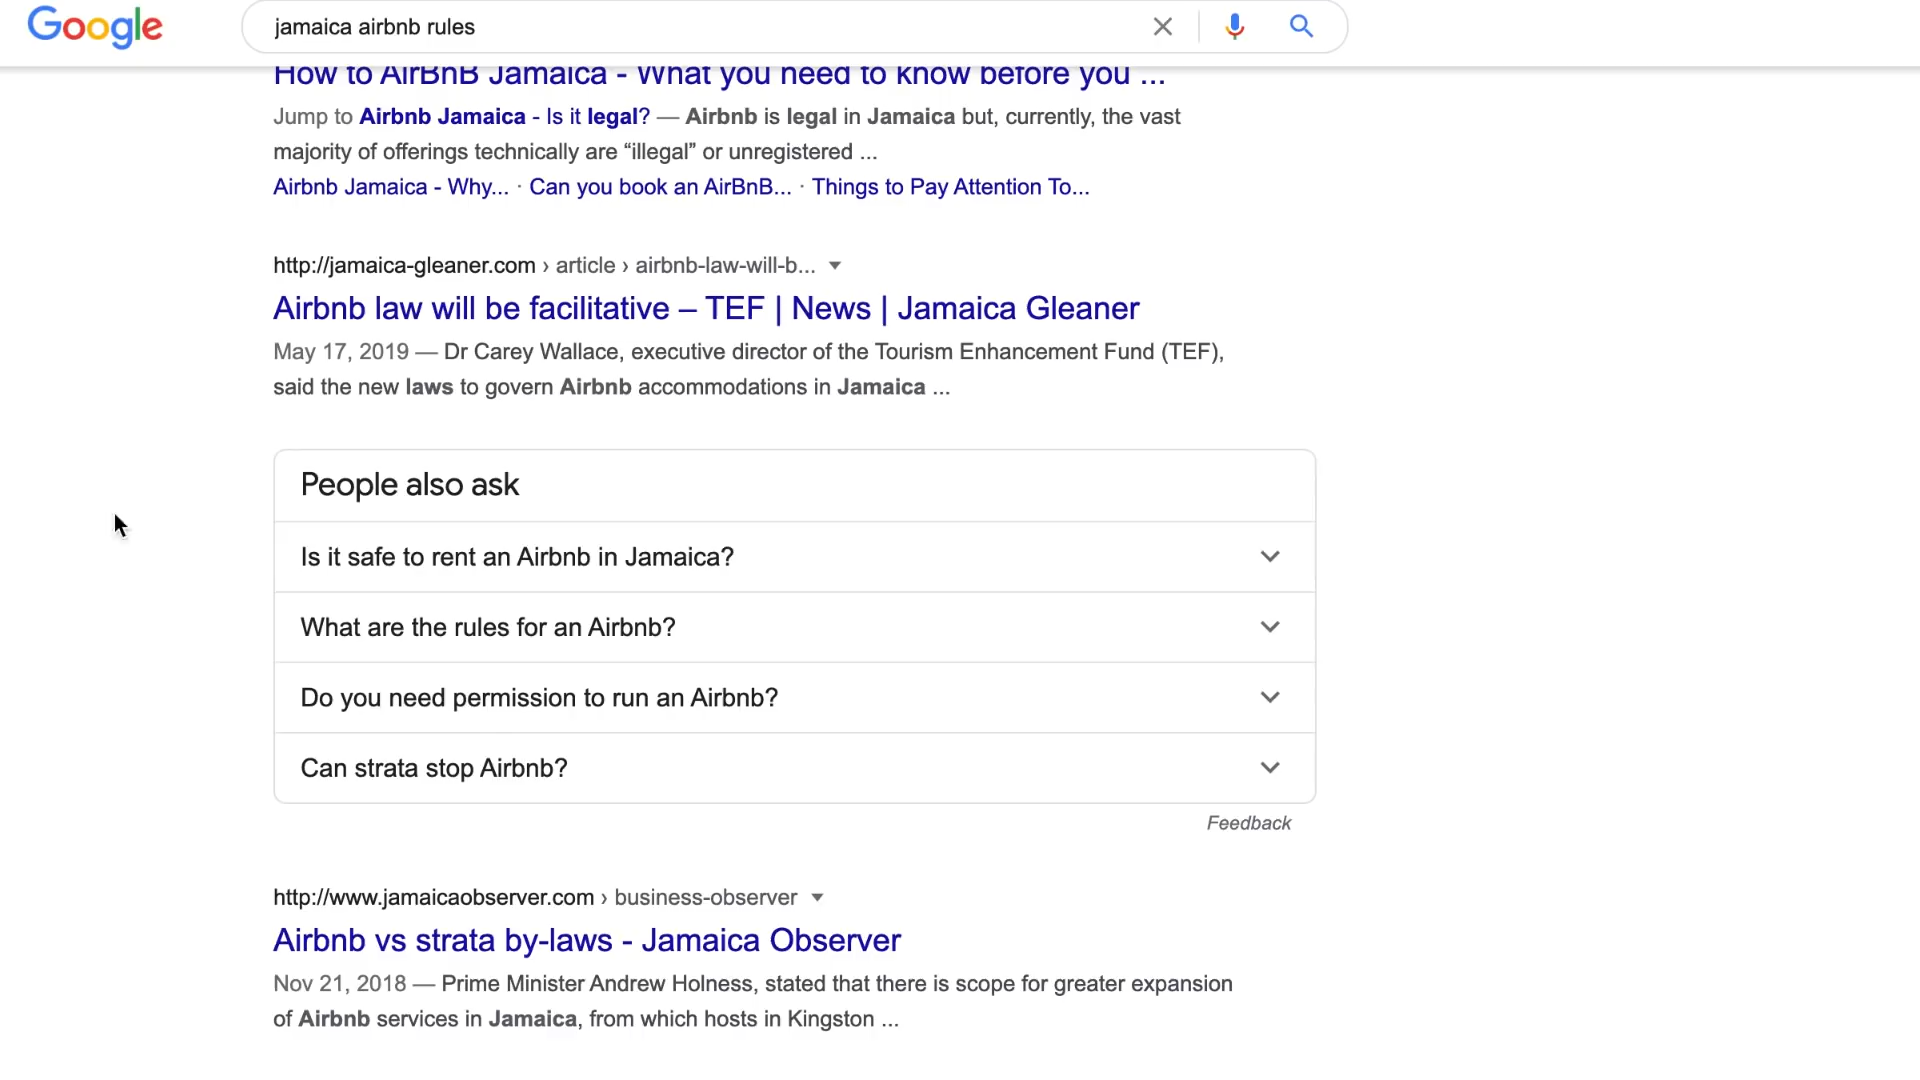 Google
jamaica airbnb rules
How to AirBnB Jamaica - What you need to know before you ...
Jump to Airbnb Jamaica - Is it legal? — Airbnb is legal in Jamaica but, currently, the vast
majority of offerings technically are “illegal” or unregistered ...
Airbnb Jamaica - Why... · Can you book an AirBnB... · Things to Pay Attention To...
http://jamaica-gleaner.com › article › airbnb-law-will-b...
Airbnb law will be facilitative – TEF | News | Jamaica Gleaner
May 17, 2019 — Dr Carey Wallace, executive director of the Tourism Enhancement Fund (TEF),
said the new laws to govern Airbnb accommodations in Jamaica ...
People also ask
Is it safe to rent an Airbnb in Jamaica?
What are the rules for an Airbnb?
Do you need permission to run an Airbnb?
Can strata stop Airbnb?
Feedback
http://www.jamaicaobserver.com › business-observer
Airbnb vs strata by-laws - Jamaica Observer
Nov 21, 2018 — Prime Minister Andrew Holness, stated that there is scope for greater expansion
of Airbnb services in Jamaica, from which hosts in Kingston ...